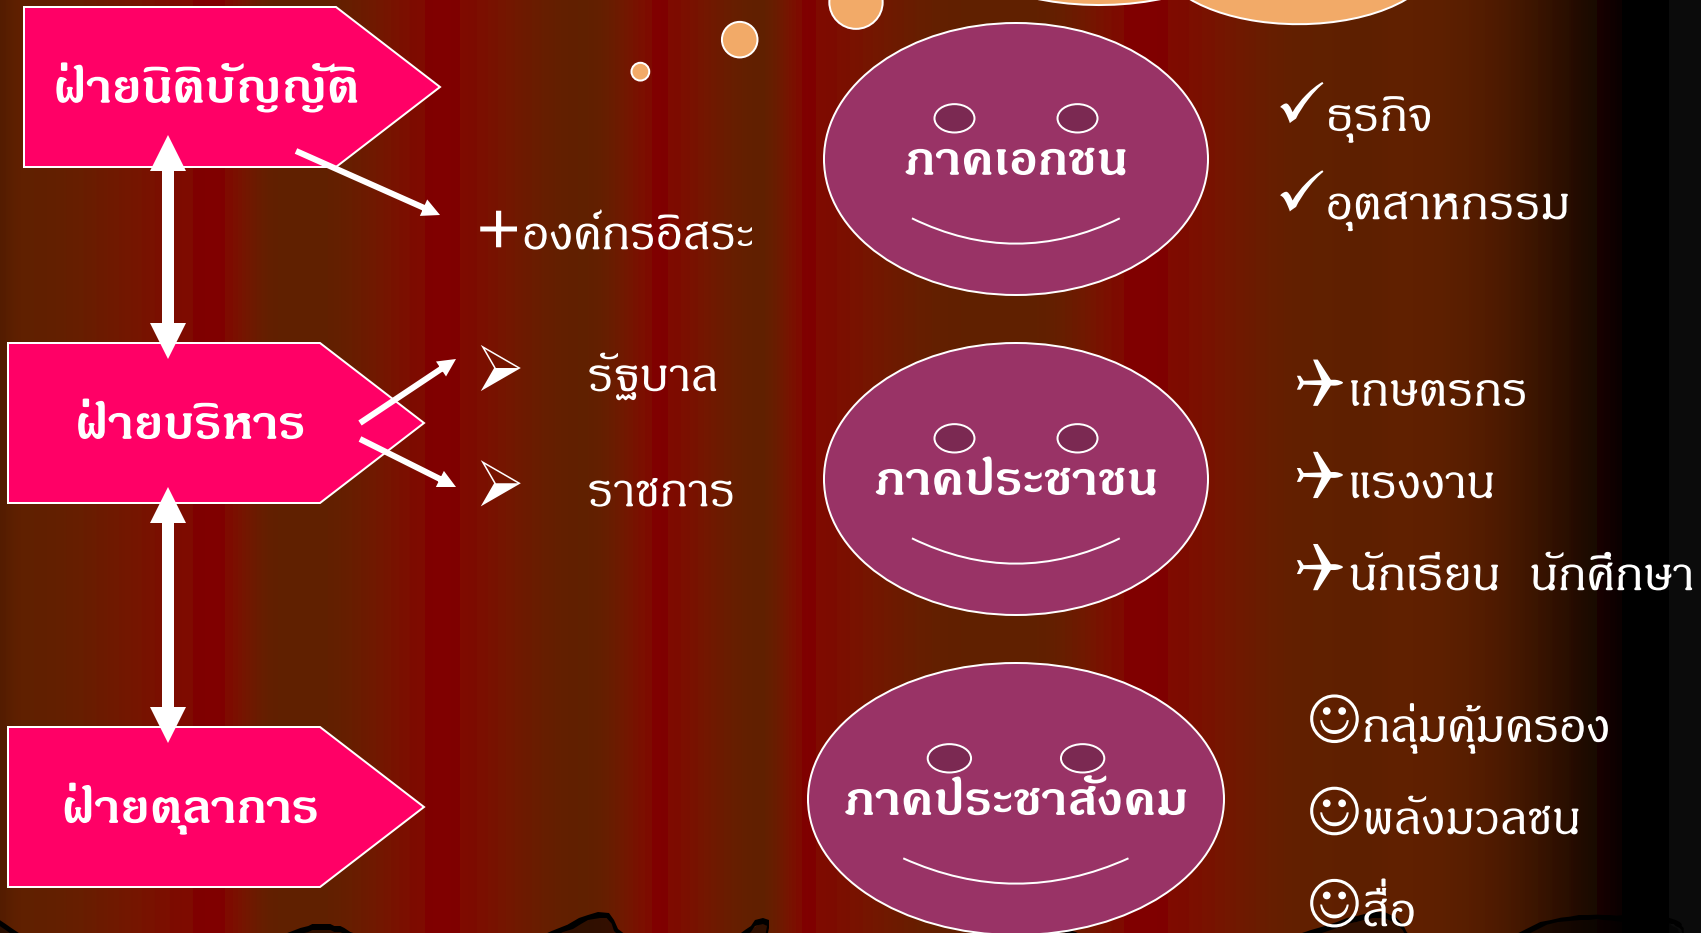 ฝ่ายนิติบัญญัติ
+องค์กรอิสระ
ฝ่ายบริหาร
รัฐบาล
ราชการ
ฝ่ายตุลาการ
ภาคเอกชน
✓ธุรกิจ
✓อุตสาหกรรม
ภาคประชาชน
เกษตรกร
แรงงาน
นักเรียน นักศึกษา
ภาคประชาสังคม
กลุ่มคุ้มครอง
พลังมวลชน
สื่อ